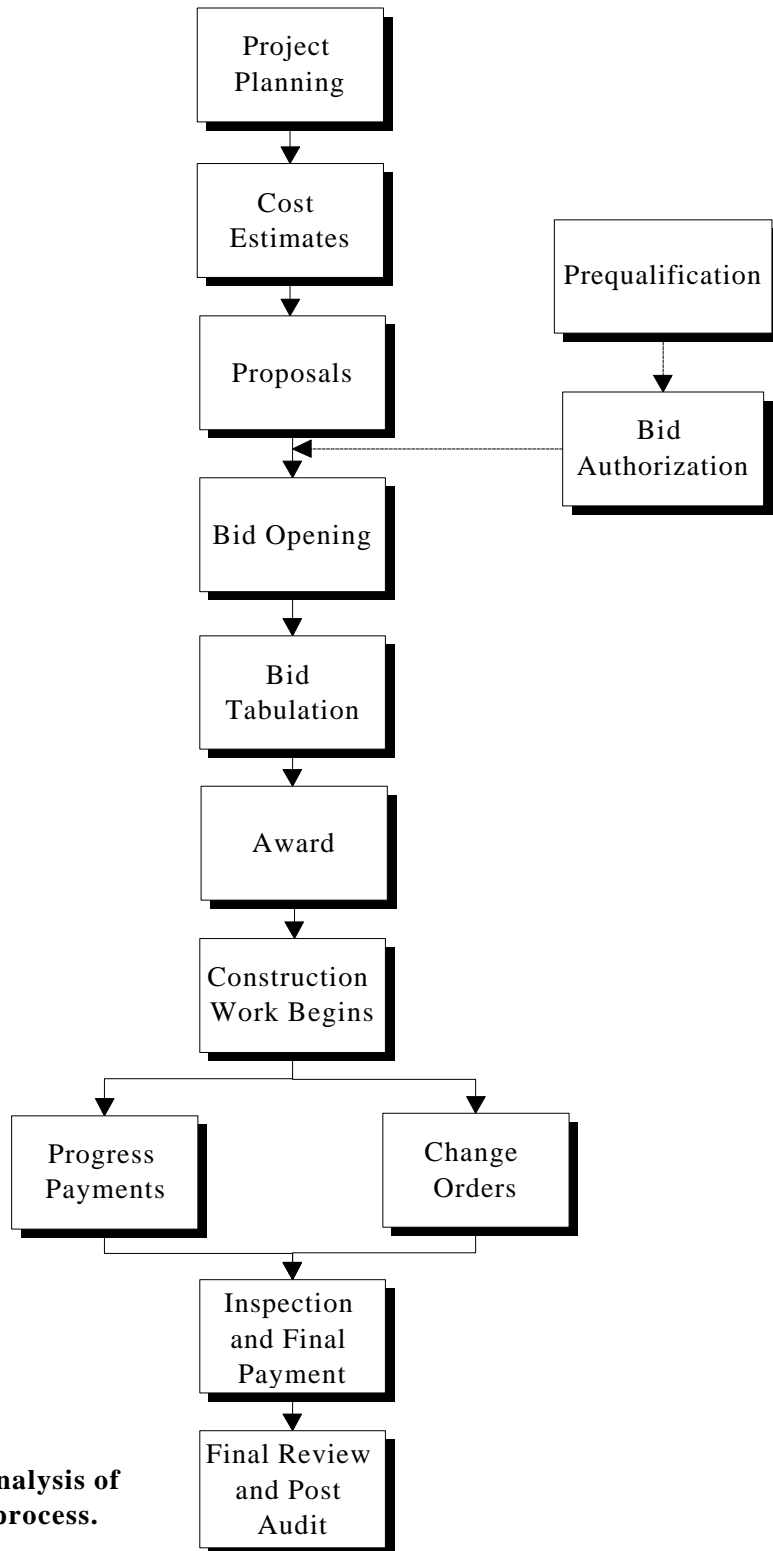 Project
Planning
Cost
Estimates
Prequalification
Proposals
Bid
Authorization
Bid Opening
Bid
Tabulation
Award
Construction
Work Begins
Progress
Payments
Change
Orders
Inspection
and Final
Payment
Final Review
and Post
Audit
nalysis of
process.